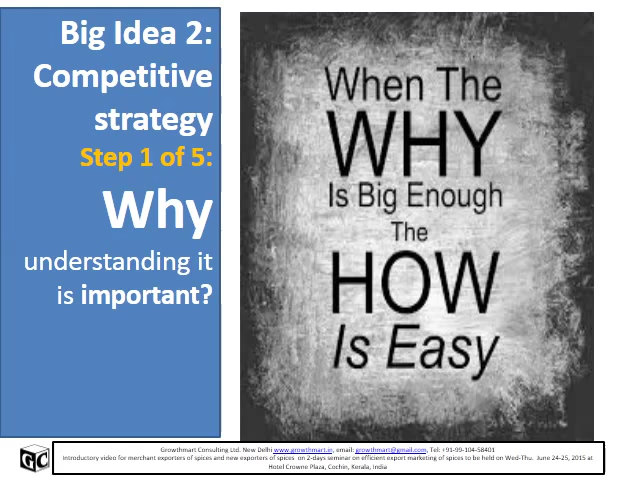 Big Idea 2:
Competitive
strategy
Step 1 of 5:
Why
understanding it
is important?
When The
WHY
Is Big Enough
The
HOW
Is Easy
GC
Growthmart Consulting Ltd. New Delhi www.growthmart.in, email: growthmart@gmail.com, Tel: +91-99-104-58401
Introductory video for merchant exporters of spices and new exporters of spices on 2-days seminar on efficient export marketing of spices to be held on Wed-Thu. June 24-25, 2015 at
Hotel Crowne Plaza, Cochin, Kerala, India